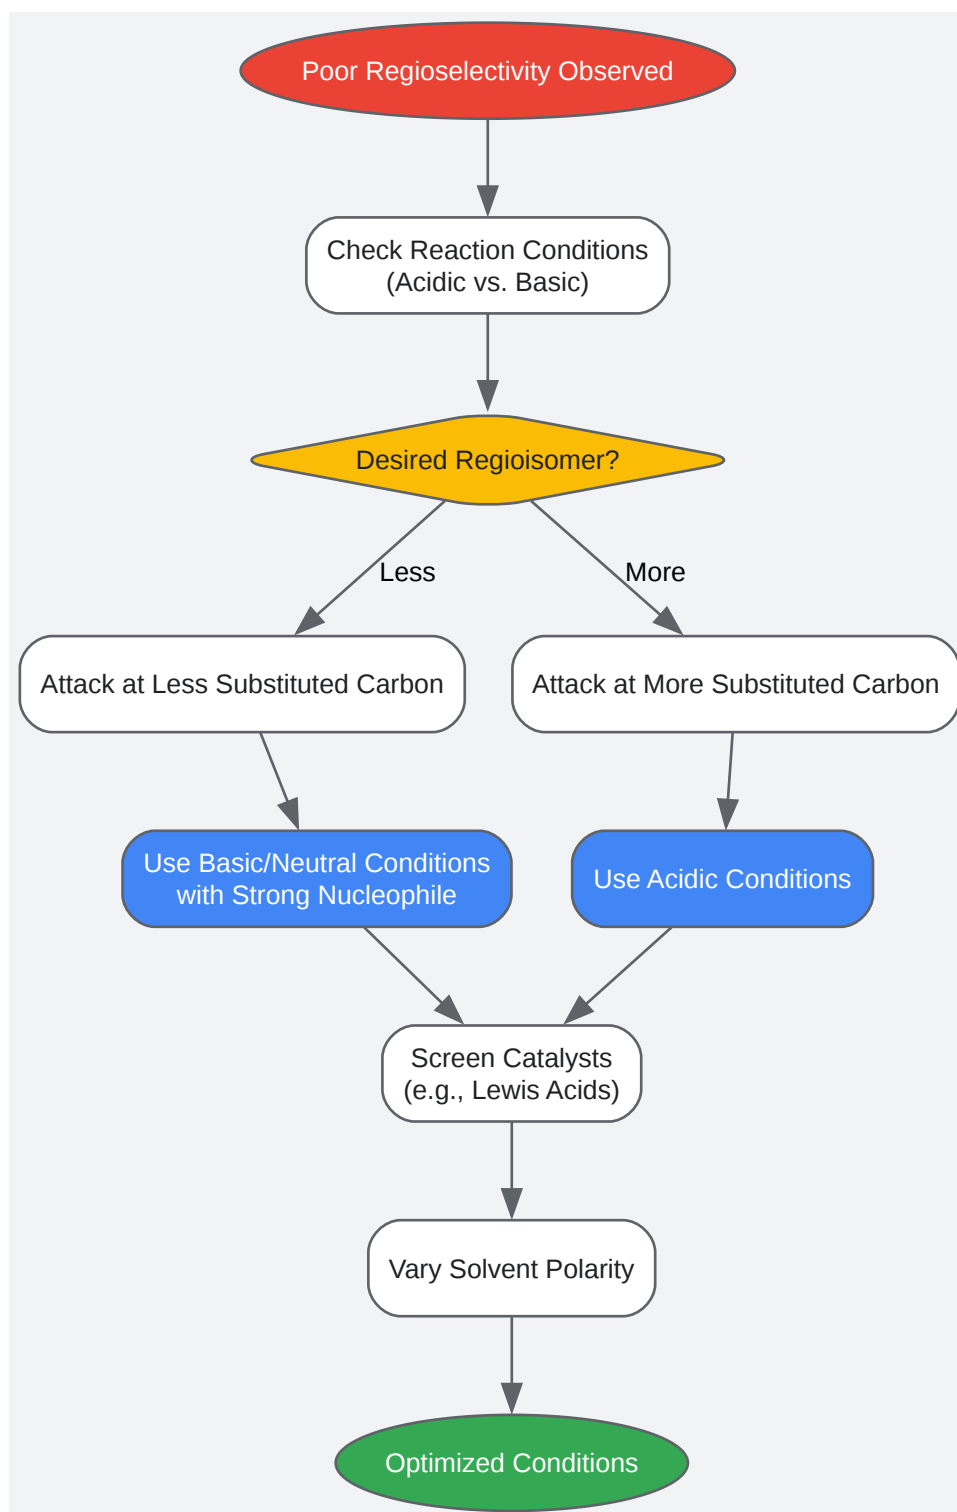 Poor Regioselectivity Observed
Check Reaction Conditions
(Acidic vs. Basic)
Desired Regioisomer?
Less
More
Attack at Less Substituted Carbon
Attack at More Substituted Carbon
Use Basic/Neutral Conditions
with Strong Nucleophile
Use Acidic Conditions
Screen Catalysts
(e.g., Lewis Acids)
Vary Solvent Polarity
Optimized Conditions